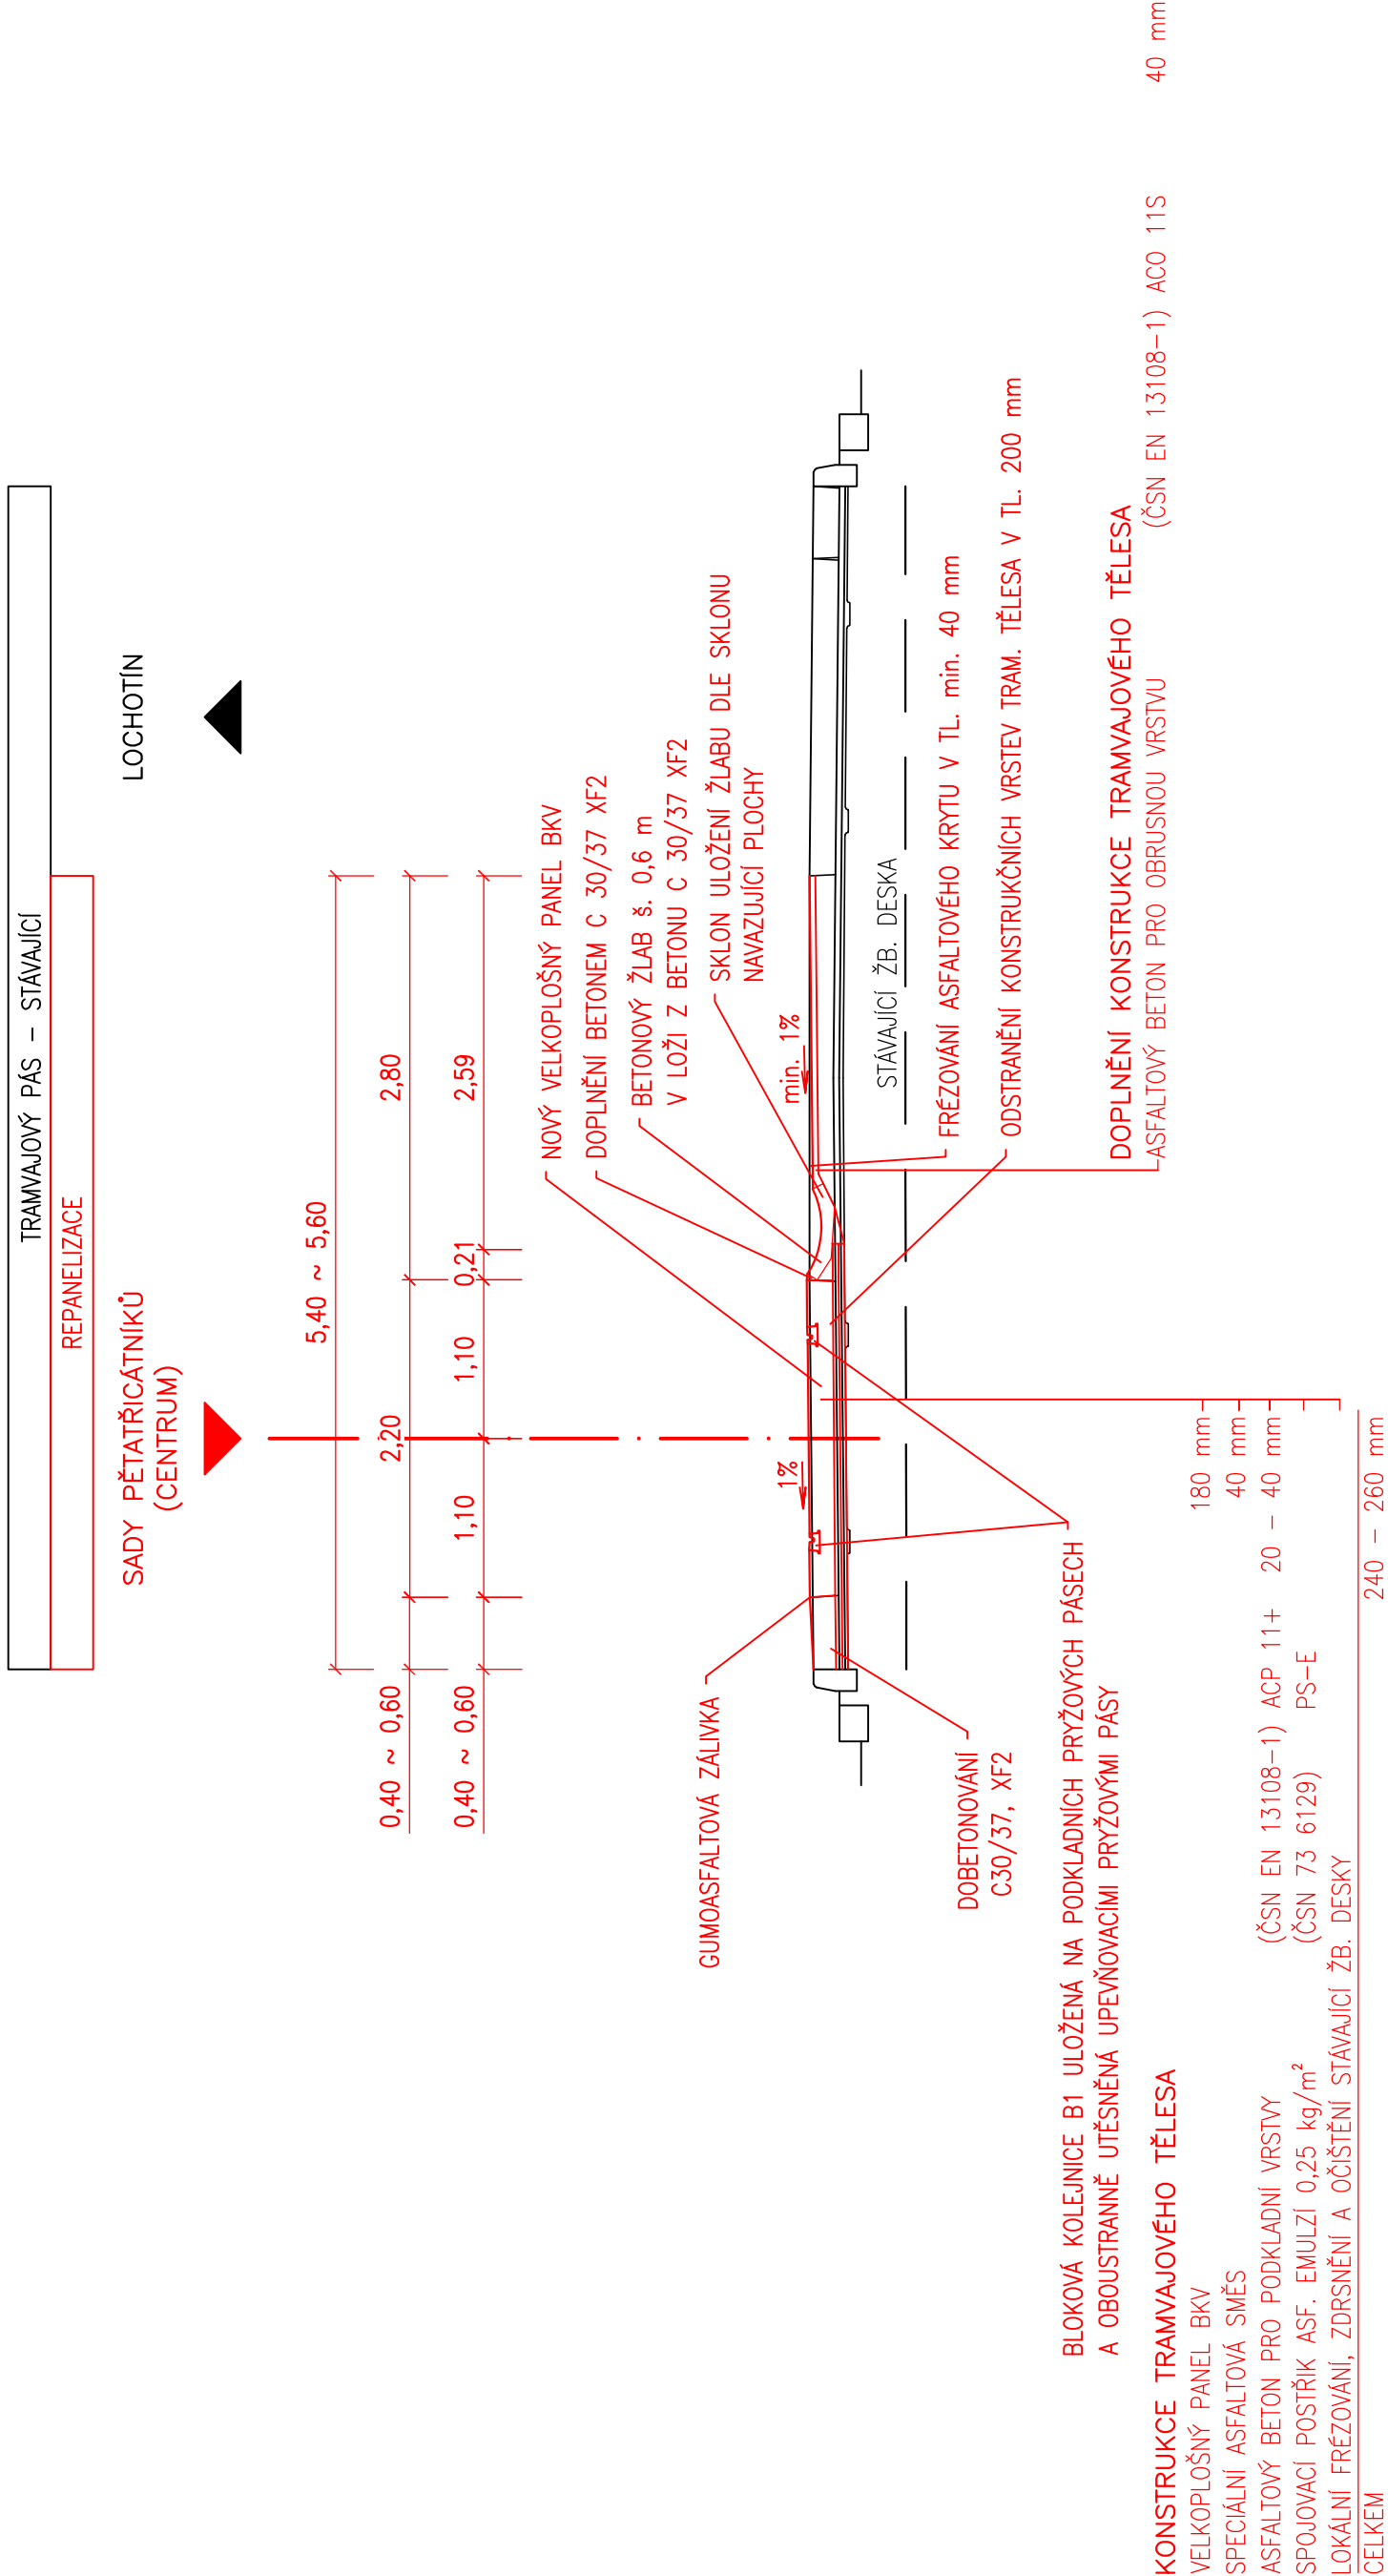 TRAMVAJOVÝ PÁS – STÁVAJÍCÍ
REPANELIZACE
SADY PĚTATŘICÁTNÍKŮ
(CENTRUM)
LOCHOTÍN
5,40 ~ 5,60
0,40 ~ 0,60
2,20
2,80
0,40 ~ 0,60
1,10
1,10
0,21
2,59
NOVÝ VELKOPLOŠNÝ PANEL BKV
DOPLNĚNÍ BETONEM C 30/37 XF2
BETONOVÝ ŽLAB š. 0,6 m
V LOŽI Z BETONU C 30/37 XF2
SKLON ULOŽENÍ ŽLABU DLE SKLONU
NAVAZUJÍCÍ PLOCHY
GUMOASFALTOVÁ ZÁLIVKA
1%
min. 1%
STÁVAJÍCÍ ŽB. DESKA
FRÉZOVÁNÍ ASFALTOVÉHO KRYTU V TL. min. 40 mm
DOBETONOVÁNÍ
C30/37, XF2
ODSTRANĚNÍ KONSTRUKČNÍCH VRSTEV TRAM. TĚLESA V TL. 200 mm
BLOKOVÁ KOLEJNICE B1 ULOŽENÁ NA PODKLADNÍCH PRYŽOVÝCH PÁSECH
A OBOUSTRANNĚ UTĚSNĚNÁ UPEVŇOVACÍMI PRYŽOVÝMI PÁSY
DOPLNĚNÍ KONSTRUKCE TRAMVAJOVÉHO TĚLESA
ASFALTOVÝ BETON PRO OBRUSNOU VRSTVU (ČSN EN 13108–1) ACO 11S 40 mm
KONSTRUKCE TRAMVAJOVÉHO TĚLESA
VELKOPLOŠNÝ PANEL BKV 180 mm
SPECIÁLNÍ ASFALTOVÁ SMĚS 40 mm
ASFALTOVÝ BETON PRO PODKLADNÍ VRSTVY (ČSN EN 13108–1) ACP 11+ 20 – 40 mm
SPOJOVACÍ POSTŘIK ASF. EMULZÍ 0,25 kg/m² (ČSN 73 6129) PS–E
LOKÁLNÍ FRÉZOVÁNÍ, ZDRSNĚNÍ A OČIŠTĚNÍ STÁVAJÍCÍ ŽB. DESKY
CELKEM 240 – 260 mm